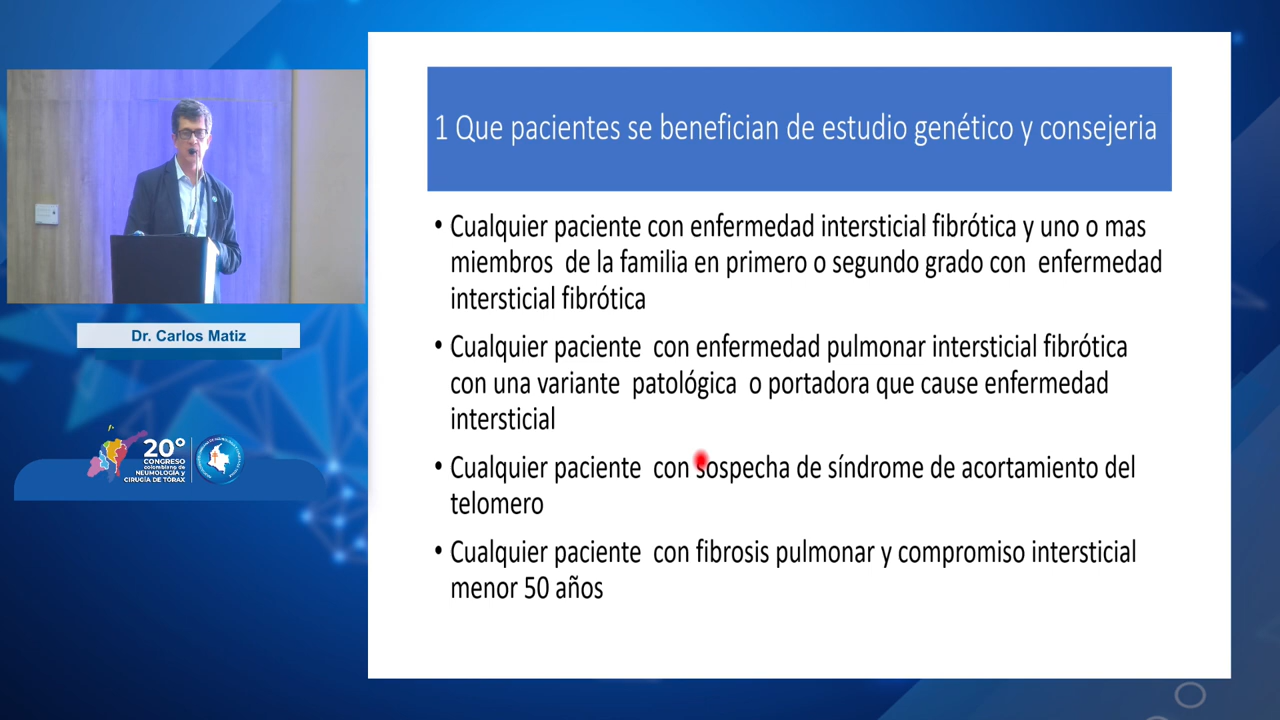 1 Que pacientes se benefician de estudio genético y consejeria
• Cualquier paciente con enfermedad intersticial fibrótica y uno o mas
miembros de la familia en primero o segundo grado con enfermedad
intersticial fibrótica
• Cualquier paciente con enfermedad pulmonar intersticial fibrótica
con una variante patológica o portadora que cause enfermedad
intersticial
• Cualquier paciente con sospecha de síndrome de acortamiento del
telomero
• Cualquier paciente con fibrosis pulmonar y compromiso intersticial
menor 50 años
Dr. Carlos Matiz
20°
CONGRESO
colombiano de
NEUMOLOGÍA y
CIRUGÍA DE TÓRAX